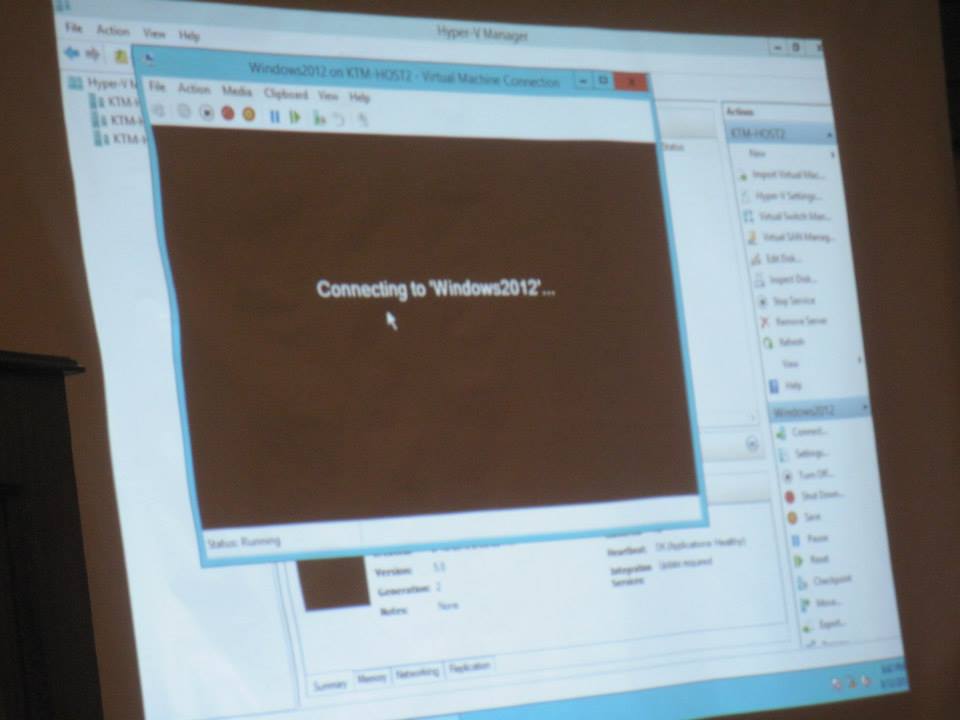 Hyper-V Manager
File Action View Help
Windows2012 on KTM-HOST2 - Virtual Machine Connection
File Action Media Clipboard View Help
Connecting to 'Windows2012'...
Status: Running
Status
Version: 5.0
Generation: 2
Notes: None
Heartbeat: OK (Applications Healthy)
Integration Services: Update required
Summary Memory Networking Replication
Actions
KTM-HOST2
New
Import Virtual Mac...
Hyper-V Settings...
Virtual Switch Man...
Virtual SAN Manag...
Edit Disk...
Inspect Disk...
Stop Service
Remove Server
Refresh
View
Help
Windows2012
Connect...
Settings...
Turn Off...
Shut Down...
Save
Pause
Reset
Checkpoint
Move...
Export...